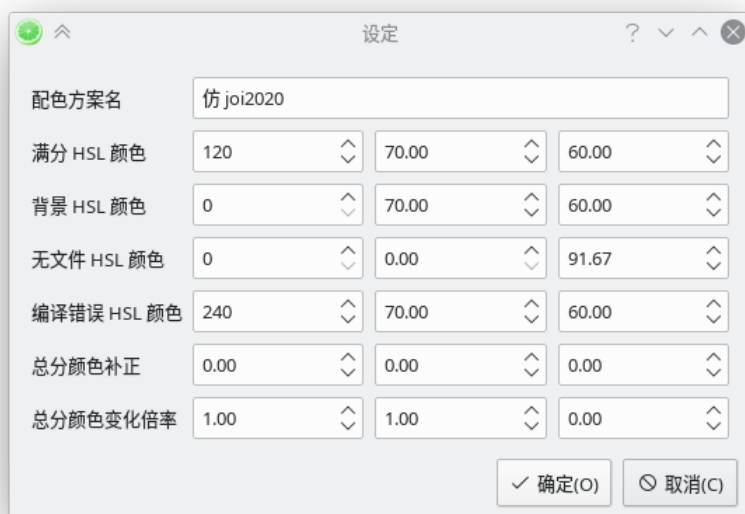 设定
配色方案名 仿 joi2020
满分 HSL 颜色 120 70.00 60.00
背景 HSL 颜色 0 70.00 60.00
无文件 HSL 颜色 0 0.00 91.67
编译错误 HSL 颜色 240 70.00 60.00
总分颜色补正 0.00 0.00 0.00
总分颜色变化倍率 1.00 1.00 0.00
确定(O) 取消(C)